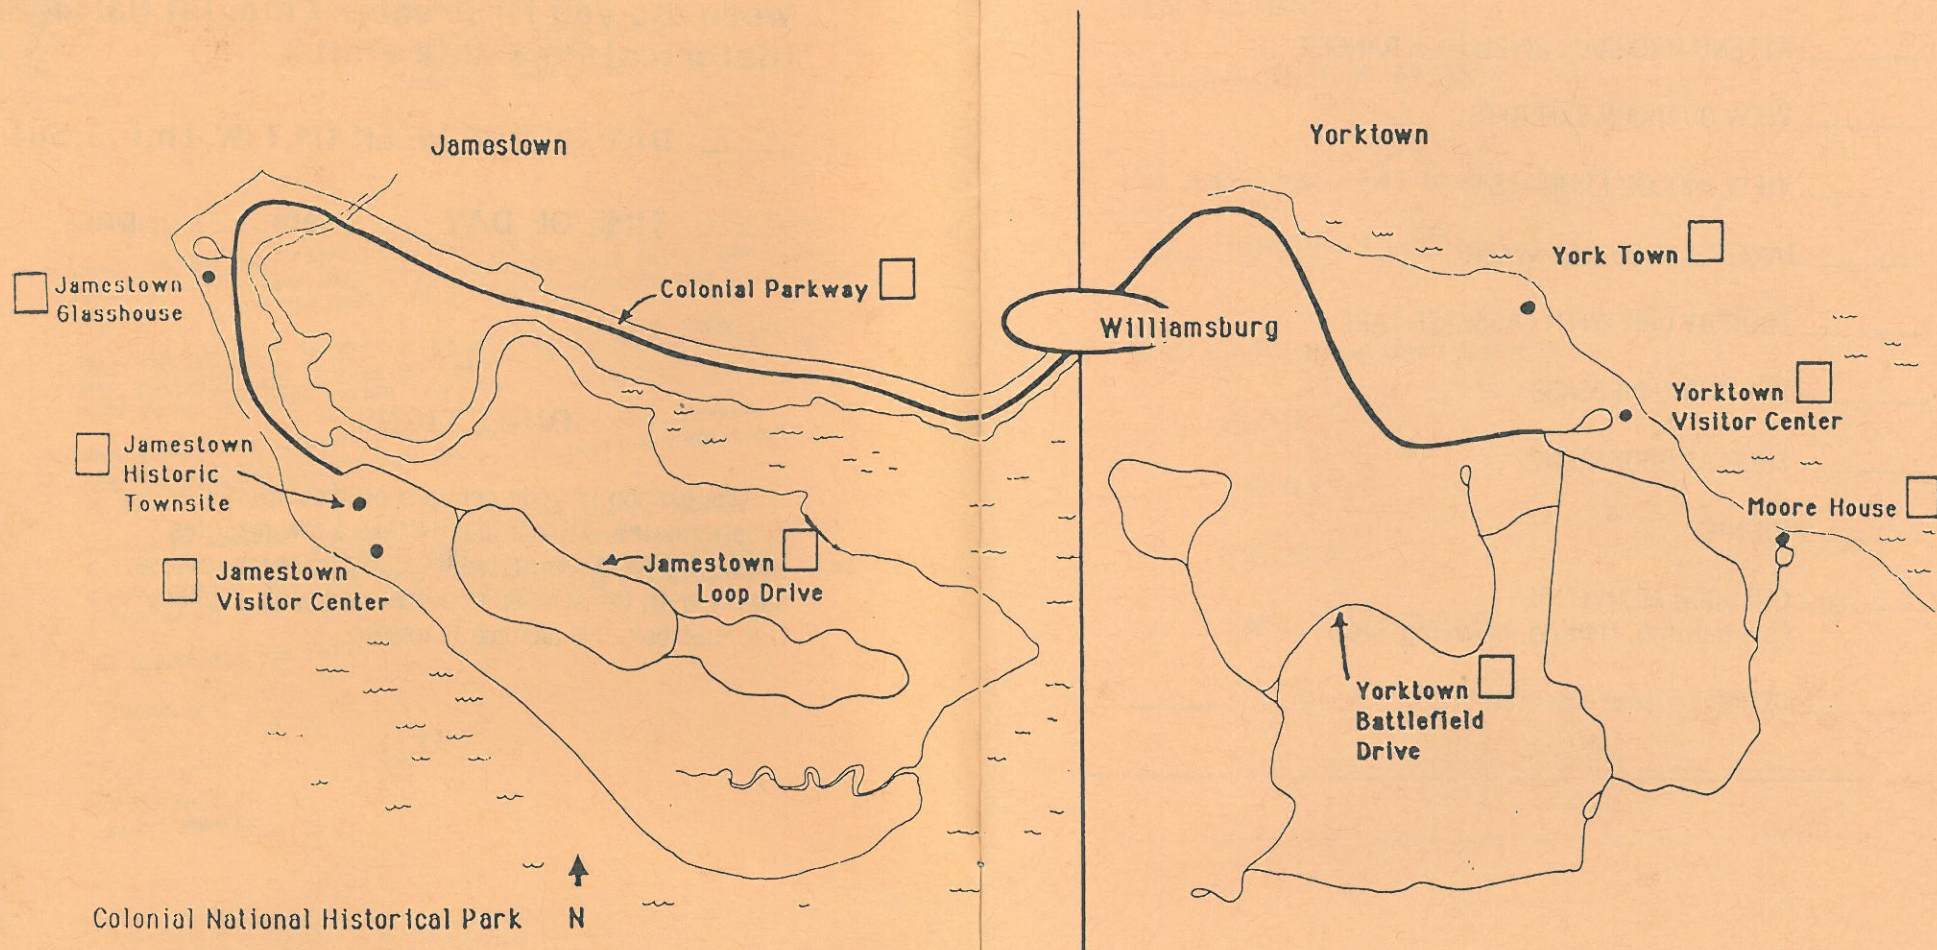 Jamestown
Yorktown
York Town
Jamestown
Glasshouse
Colonial Parkway
Williamsburg
Yorktown
Visitor Center
Jamestown
Historic
Townsite
Moore House
Jamestown
Visitor Center
Jamestown
Loop Drive
Yorktown
Battlefield
Drive
Colonial National Historical Park
N